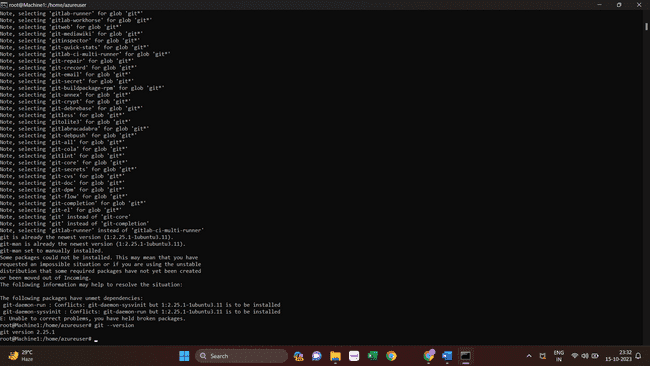 root@Machine1: /home/azureuser
Note, selecting 'gitlab-runner' for glob 'git*'
Note, selecting 'gitlab-workhorse' for glob 'git*'
Note, selecting 'gitweb' for glob 'git*'
Note, selecting 'git-mediawiki' for glob 'git*'
Note, selecting 'gitinspector' for glob 'git*'
Note, selecting 'git-quick-stats' for glob 'git*'
Note, selecting 'gitlab-ci-multi-runner' for glob 'git*'
Note, selecting 'git-repair' for glob 'git*'
Note, selecting 'git-crecord' for glob 'git*'
Note, selecting 'git-email' for glob 'git*'
Note, selecting 'git-secret' for glob 'git*'
Note, selecting 'git-buildpackage-rpm' for glob 'git*'
Note, selecting 'git-annex' for glob 'git*'
Note, selecting 'git-crypt' for glob 'git*'
Note, selecting 'git-debrebase' for glob 'git*'
Note, selecting 'gitless' for glob 'git*'
Note, selecting 'gitolite3' for glob 'git*'
Note, selecting 'gitlabracadabra' for glob 'git*'
Note, selecting 'git-debpush' for glob 'git*'
Note, selecting 'git-all' for glob 'git*'
Note, selecting 'git-cola' for glob 'git*'
Note, selecting 'gitlint' for glob 'git*'
Note, selecting 'git-core' for glob 'git*'
Note, selecting 'git-secrets' for glob 'git*'
Note, selecting 'git-cvs' for glob 'git*'
Note, selecting 'git-doc' for glob 'git*'
Note, selecting 'git-dpm' for glob 'git*'
Note, selecting 'git-flow' for glob 'git*'
Note, selecting 'git-completion' for glob 'git*'
Note, selecting 'git-el' for glob 'git*'
Note, selecting 'git' instead of 'git-core'
Note, selecting 'git' instead of 'git-completion'
Note, selecting 'gitlab-runner' instead of 'gitlab-ci-multi-runner'
git is already the newest version (1:2.25.1-1ubuntu3.11).
git-man is already the newest version (1:2.25.1-1ubuntu3.11).
git-man set to manually installed.
Some packages could not be installed. This may mean that you have
requested an impossible situation or if you are using the unstable
distribution that some required packages have not yet been created
or been moved out of Incoming.
The following information may help to resolve the situation:
The following packages have unmet dependencies:
git-daemon-run : Conflicts: git-daemon-sysvinit but 1:2.25.1-1ubuntu3.11 is to be installed
git-daemon-sysvinit : Conflicts: git-daemon-run but 1:2.25.1-1ubuntu3.11 is to be installed
E: Unable to correct problems, you have held broken packages.
root@Machine1:/home/azureuser# git --version
git version 2.25.1
root@Machine1:/home/azureuser#
29°C
Haze
Search
ENG
IN
23:32
15-10-2023